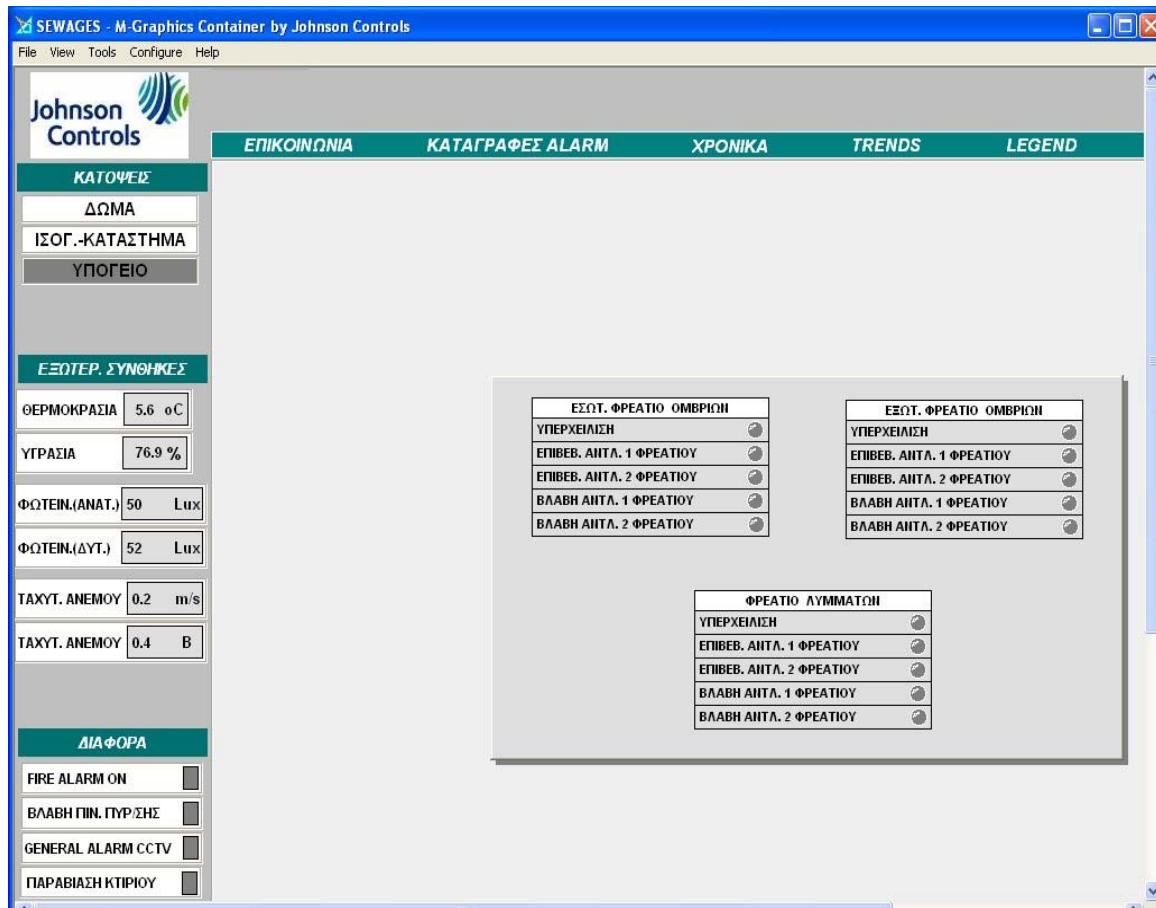 SEWAGES - M-Graphics Container by Johnson Controls
File View Tools Configure Help
Johnson
Controls
ΕΠΙΚΟΙΝΩΝΙΑ ΚΑΤΑΓΡΑΦΕΣ ALARM ΧΡΟΝΙΚΑ TRENDS LEGEND
ΚΑΤΟΨΕΙΣ
ΔΩΜΑ
ΙΣΟΓ.-ΚΑΤΑΣΤΗΜΑ
ΥΠΟΓΕΙΟ
ΕΞΩΤΕΡ. ΣΥΝΘΗΚΕΣ
ΘΕΡΜΟΚΡΑΣΙΑ 5.6 oC
ΥΓΡΑΣΙΑ 76.9 %
ΦΩΤΕΙΝ.(ΑΝΑΤ.) 50 Lux
ΦΩΤΕΙΝ.(ΔΥΤ.) 52 Lux
ΤΑΧΥΤ. ΑΝΕΜΟΥ 0.2 m/s
ΤΑΧΥΤ. ΑΝΕΜΟΥ 0.4 B
ΔΙΑΦΟΡΑ
FIRE ALARM ON
ΒΛΑΒΗ ΠΙΝ. ΠΥΡ/ΣΗΣ
GENERAL ALARM CCTV
ΠΑΡΑΒΙΑΣΗ ΚΤΙΡΙΟΥ
ΕΣΩΤ. ΦΡΕΑΤΙΟ ΟΜΒΡΙΩΝ
ΥΠΕΡΧΕΙΛΙΣΗ
ΕΠΙΒΕΒ. ΑΝΤΛ. 1 ΦΡΕΑΤΙΟΥ
ΕΠΙΒΕΒ. ΑΝΤΛ. 2 ΦΡΕΑΤΙΟΥ
ΒΛΑΒΗ ΑΝΤΛ. 1 ΦΡΕΑΤΙΟΥ
ΒΛΑΒΗ ΑΝΤΛ. 2 ΦΡΕΑΤΙΟΥ
ΕΞΩΤ. ΦΡΕΑΤΙΟ ΟΜΒΡΙΩΝ
ΥΠΕΡΧΕΙΛΙΣΗ
ΕΠΙΒΕΒ. ΑΝΤΛ. 1 ΦΡΕΑΤΙΟΥ
ΕΠΙΒΕΒ. ΑΝΤΛ. 2 ΦΡΕΑΤΙΟΥ
ΒΛΑΒΗ ΑΝΤΛ. 1 ΦΡΕΑΤΙΟΥ
ΒΛΑΒΗ ΑΝΤΛ. 2 ΦΡΕΑΤΙΟΥ
ΦΡΕΑΤΙΟ ΛΥΜΜΑΤΩΝ
ΥΠΕΡΧΕΙΛΙΣΗ
ΕΠΙΒΕΒ. ΑΝΤΛ. 1 ΦΡΕΑΤΙΟΥ
ΕΠΙΒΕΒ. ΑΝΤΛ. 2 ΦΡΕΑΤΙΟΥ
ΒΛΑΒΗ ΑΝΤΛ. 1 ΦΡΕΑΤΙΟΥ
ΒΛΑΒΗ ΑΝΤΛ. 2 ΦΡΕΑΤΙΟΥ